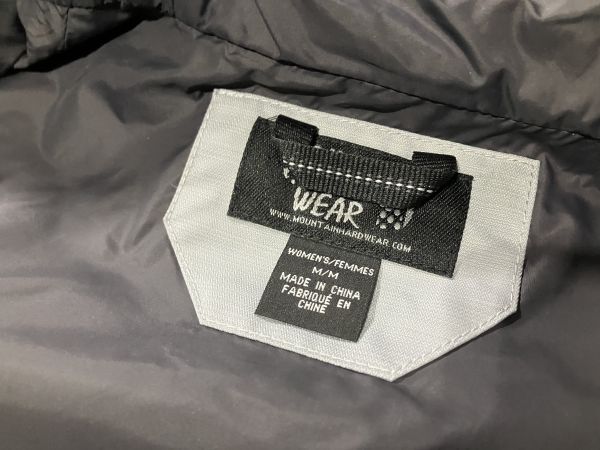 WEAR
WWW.MOUNTAINHARDWEAR.COM
WOMEN'S/FEMMES
M/M
MADE IN CHINA
FABRIQUÉ EN
CHINE